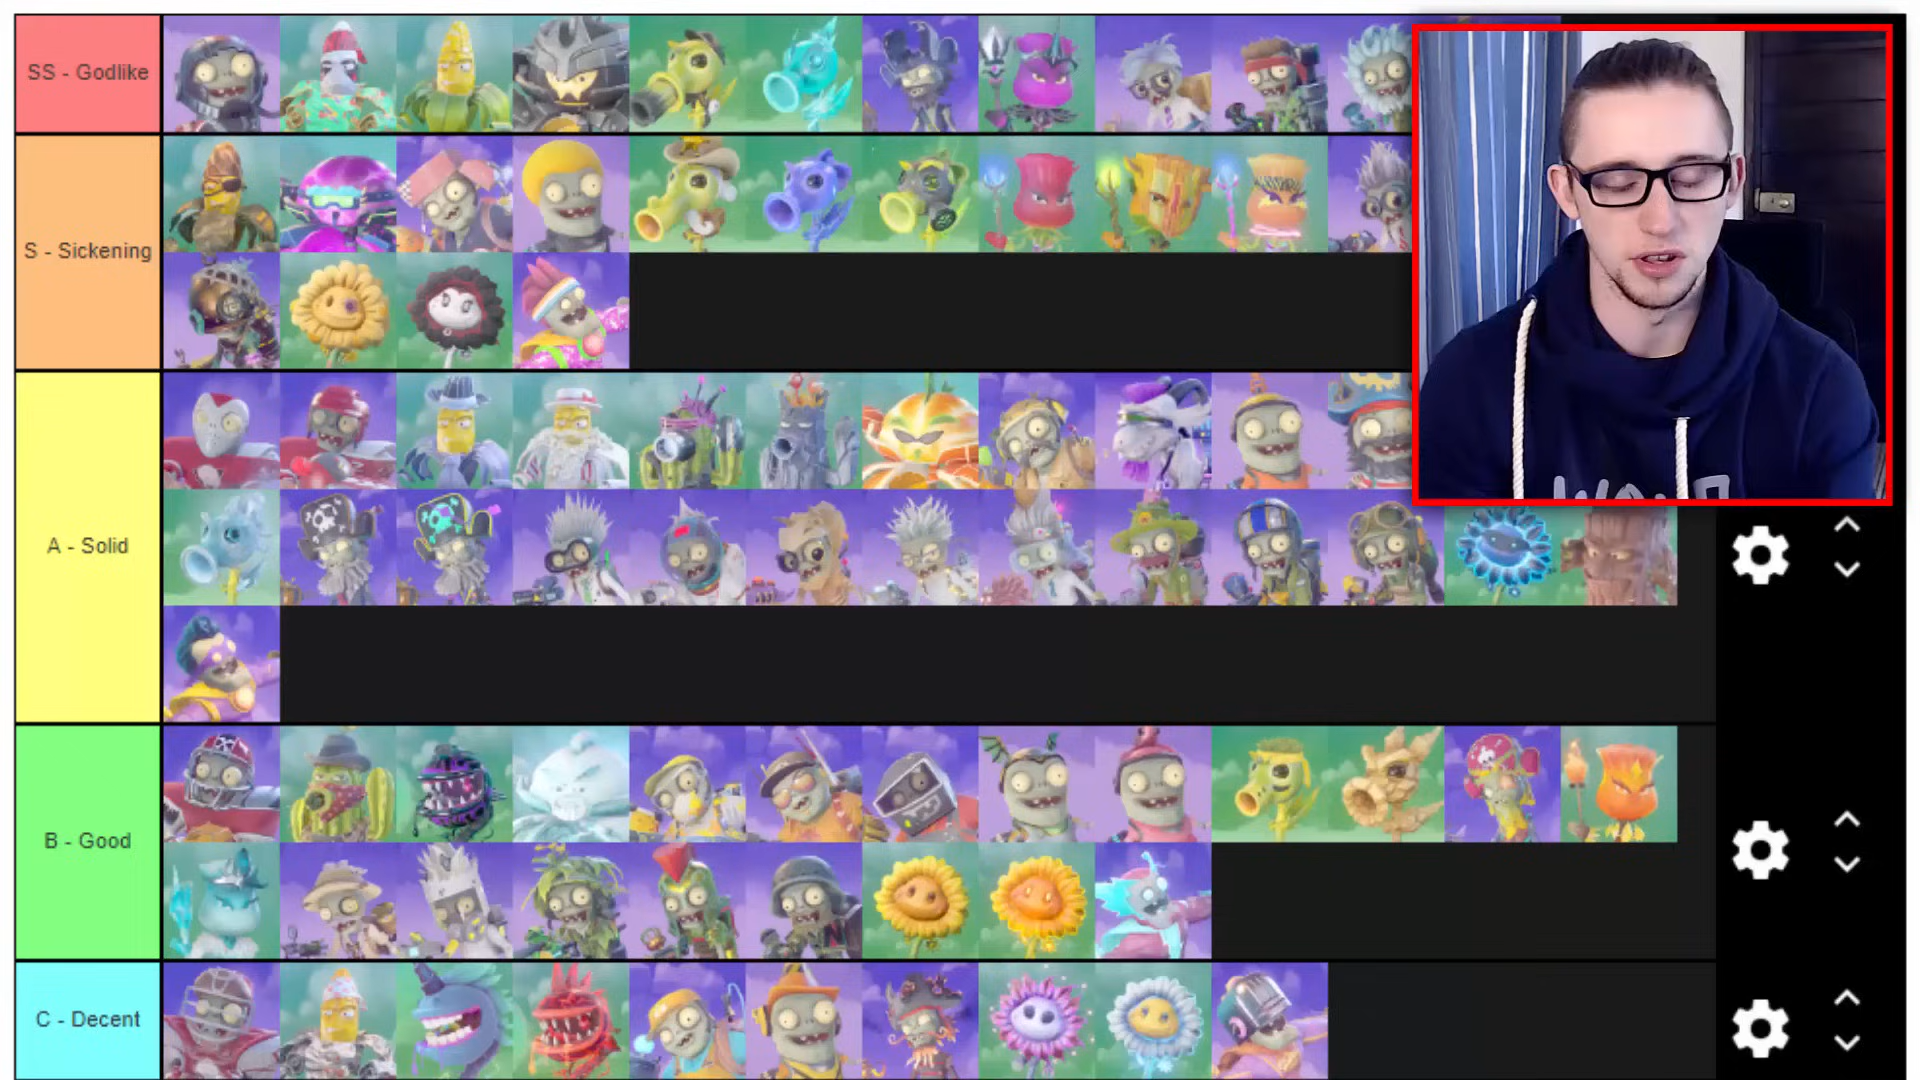 SS - Godlike
S - Sickening
A - Solid
B - Good
C - Decent